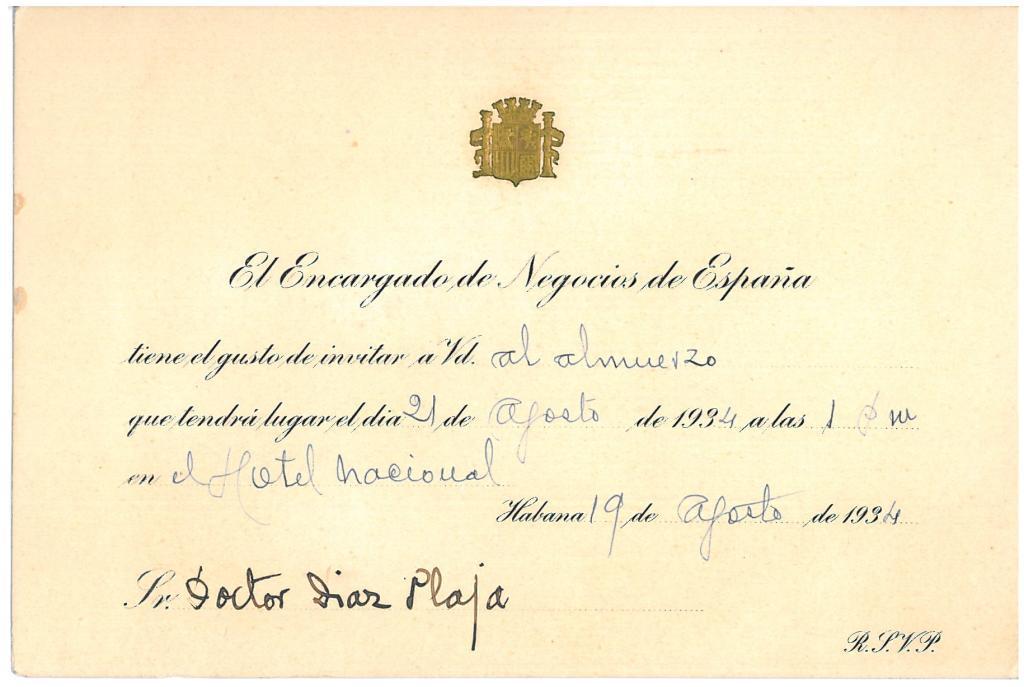 El Encargado de Negocios de España
tiene el gusto de invitar a Vd. al almuerzo
que tendrá lugar el dia 21 de Agosto de 1934 a las 1 P m
en el Hotel nacional
Habana 19 de Agosto de 1934
Sr. Doctor Diaz Plaja
R.S.V.P.